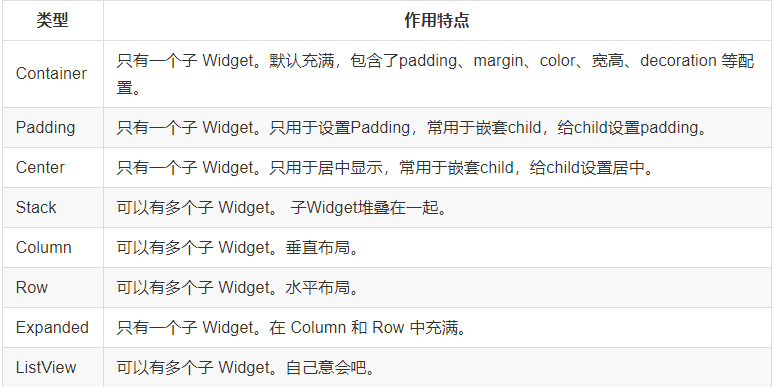 类型 作用特点
Container 只有一个子 Widget。默认充满，包含了padding、margin、color、宽高、decoration 等配
置。
Padding 只有一个子 Widget。只用于设置Padding，常用于嵌套child，给child设置padding。
Center 只有一个子 Widget。只用于居中显示，常用于嵌套child，给child设置居中。
Stack 可以有多个子 Widget。 子Widget堆叠在一起。
Column 可以有多个子 Widget。垂直布局。
Row 可以有多个子 Widget。水平布局。
Expanded 只有一个子 Widget。在 Column 和 Row 中充满。
ListView 可以有多个子 Widget。自己意会吧。